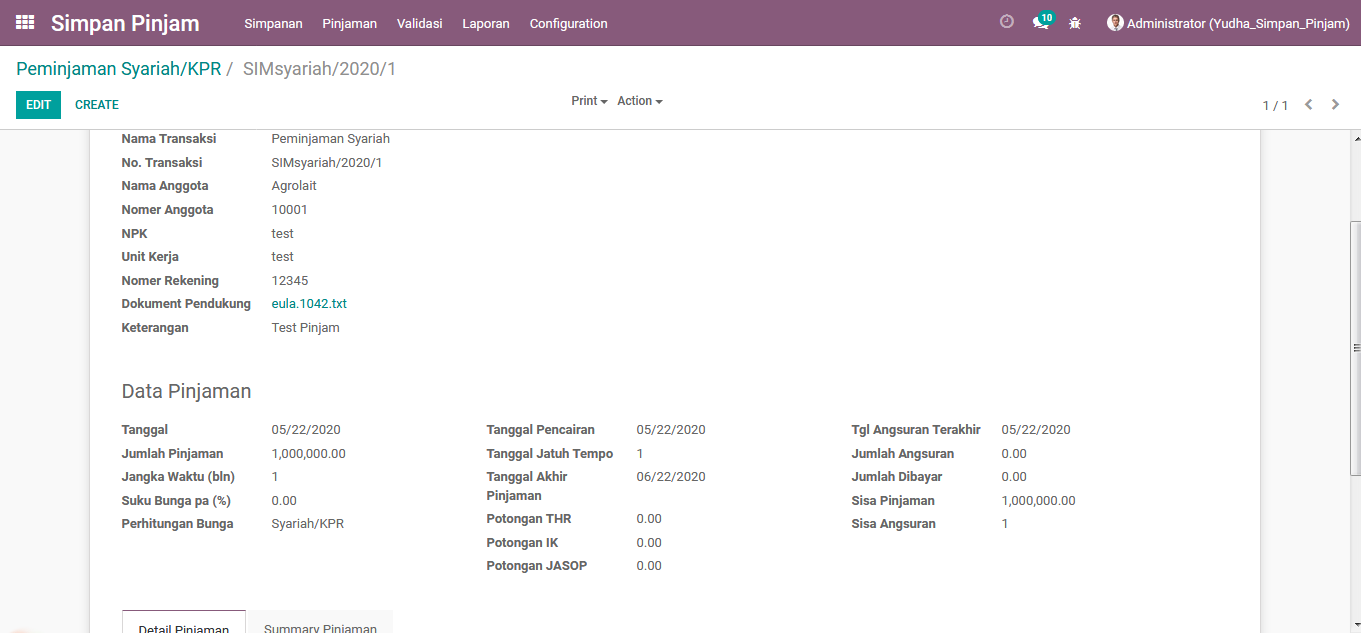 Simpan Pinjam Simpanan Pinjaman Validasi Laporan Configuration 10 Administrator (Yudha_Simpan_Pinjam)
Peminjaman Syariah/KPR / SIMsyariah/2020/1
EDIT CREATE Print Action 1 / 1
Nama Transaksi Peminjaman Syariah
No. Transaksi SIMsyariah/2020/1
Nama Anggota Agrolait
Nomer Anggota 10001
NPK test
Unit Kerja test
Nomer Rekening 12345
Dokument Pendukung eula.1042.txt
Keterangan Test Pinjam
Data Pinjaman
Tanggal 05/22/2020
Jumlah Pinjaman 1,000,000.00
Jangka Waktu (bln) 1
Suku Bunga pa (%) 0.00
Perhitungan Bunga Syariah/KPR
Tanggal Pencairan 05/22/2020
Tanggal Jatuh Tempo 1
Tanggal Akhir 06/22/2020
Pinjaman
Potongan THR 0.00
Potongan IK 0.00
Potongan JASOP 0.00
Tgl Angsuran Terakhir 05/22/2020
Jumlah Angsuran 0.00
Jumlah Dibayar 0.00
Sisa Pinjaman 1,000,000.00
Sisa Angsuran 1
Detail Pinjaman Summary Pinjaman